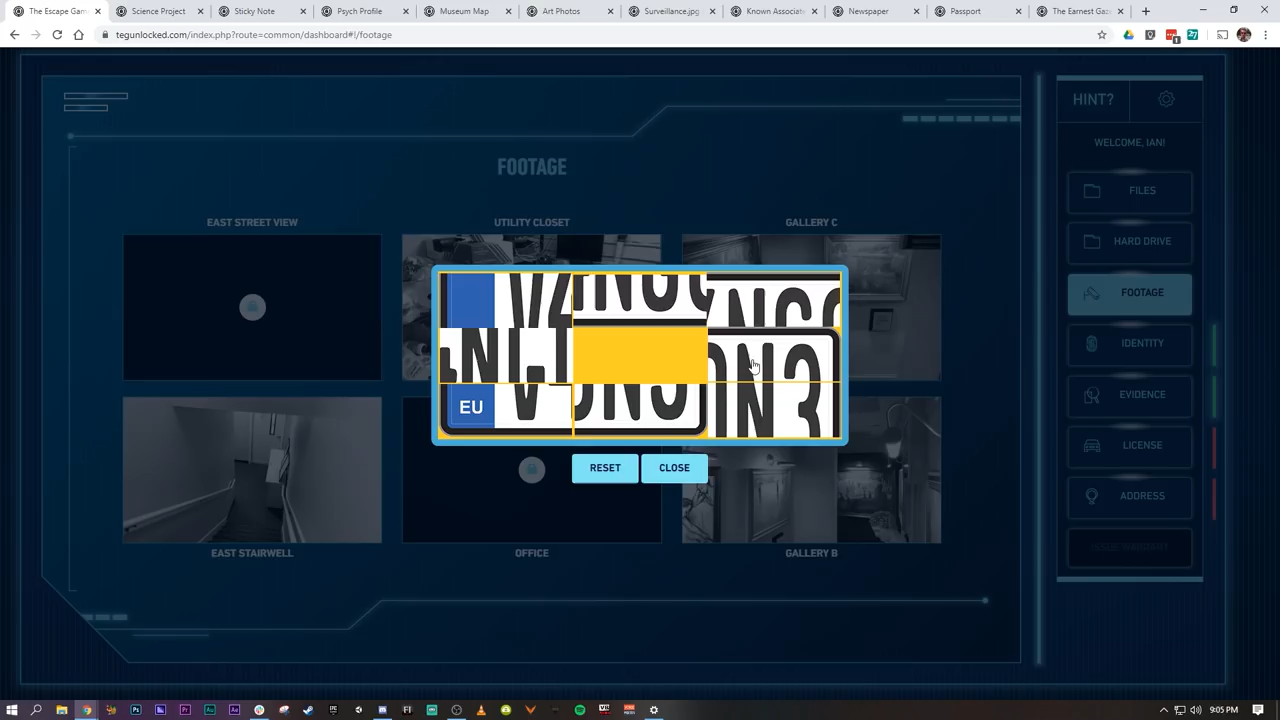 The Escape Gam
Science Project
Sticky Note
Psych Profile
Museum Map
Art Photos
Surveillance.jpg
Known Associat
Newspaper
Passport
The Earnest Gaz
tegunlocked.com/index.php?route=common/dashboard#!/footage
HINT?
WELCOME, IAN!
FOOTAGE
EAST STREET VIEW
UTILITY CLOSET
GALLERY C
FILES
HARD DRIVE
FOOTAGE
IDENTITY
EVIDENCE
LICENSE
ADDRESS
ISSUE WARRANT
EU
RESET
CLOSE
EAST STAIRWELL
OFFICE
GALLERY B
9:05 PM